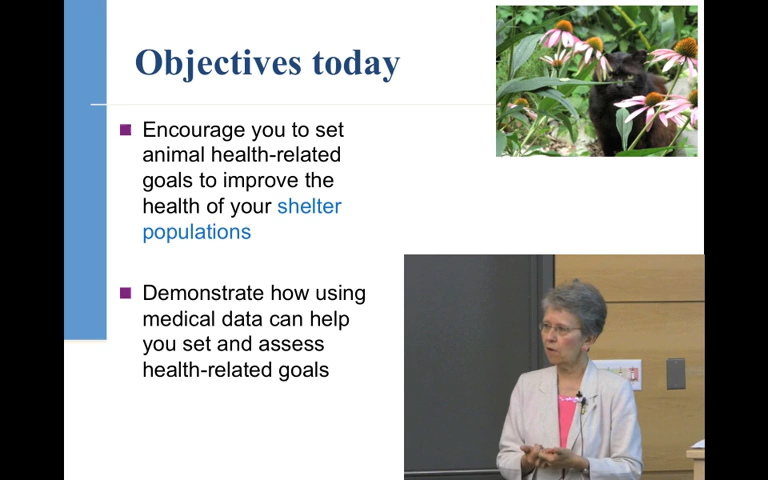 Objectives today
Encourage you to set
animal health-related
goals to improve the
health of your shelter
populations
Demonstrate how using
medical data can help
you set and assess
health-related goals